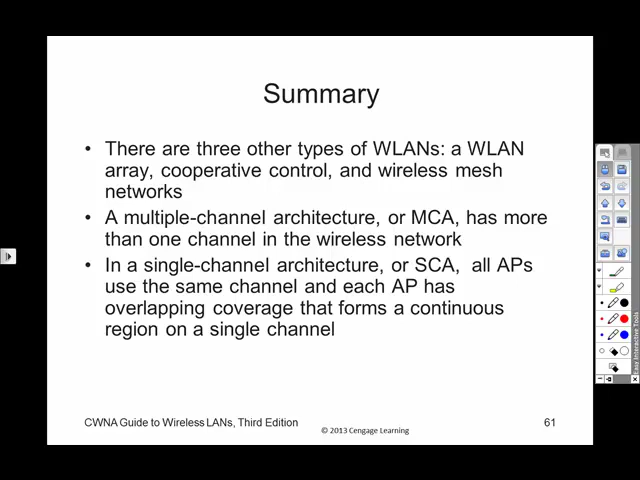 Summary
• There are three other types of WLANs: a WLAN
array, cooperative control, and wireless mesh
networks
• A multiple-channel architecture, or MCA, has more
than one channel in the wireless network
• In a single-channel architecture, or SCA, all APs
use the same channel and each AP has
overlapping coverage that forms a continuous
region on a single channel
CWNA Guide to Wireless LANs, Third Edition
© 2013 Cengage Learning
61
Easy Interactive Tools